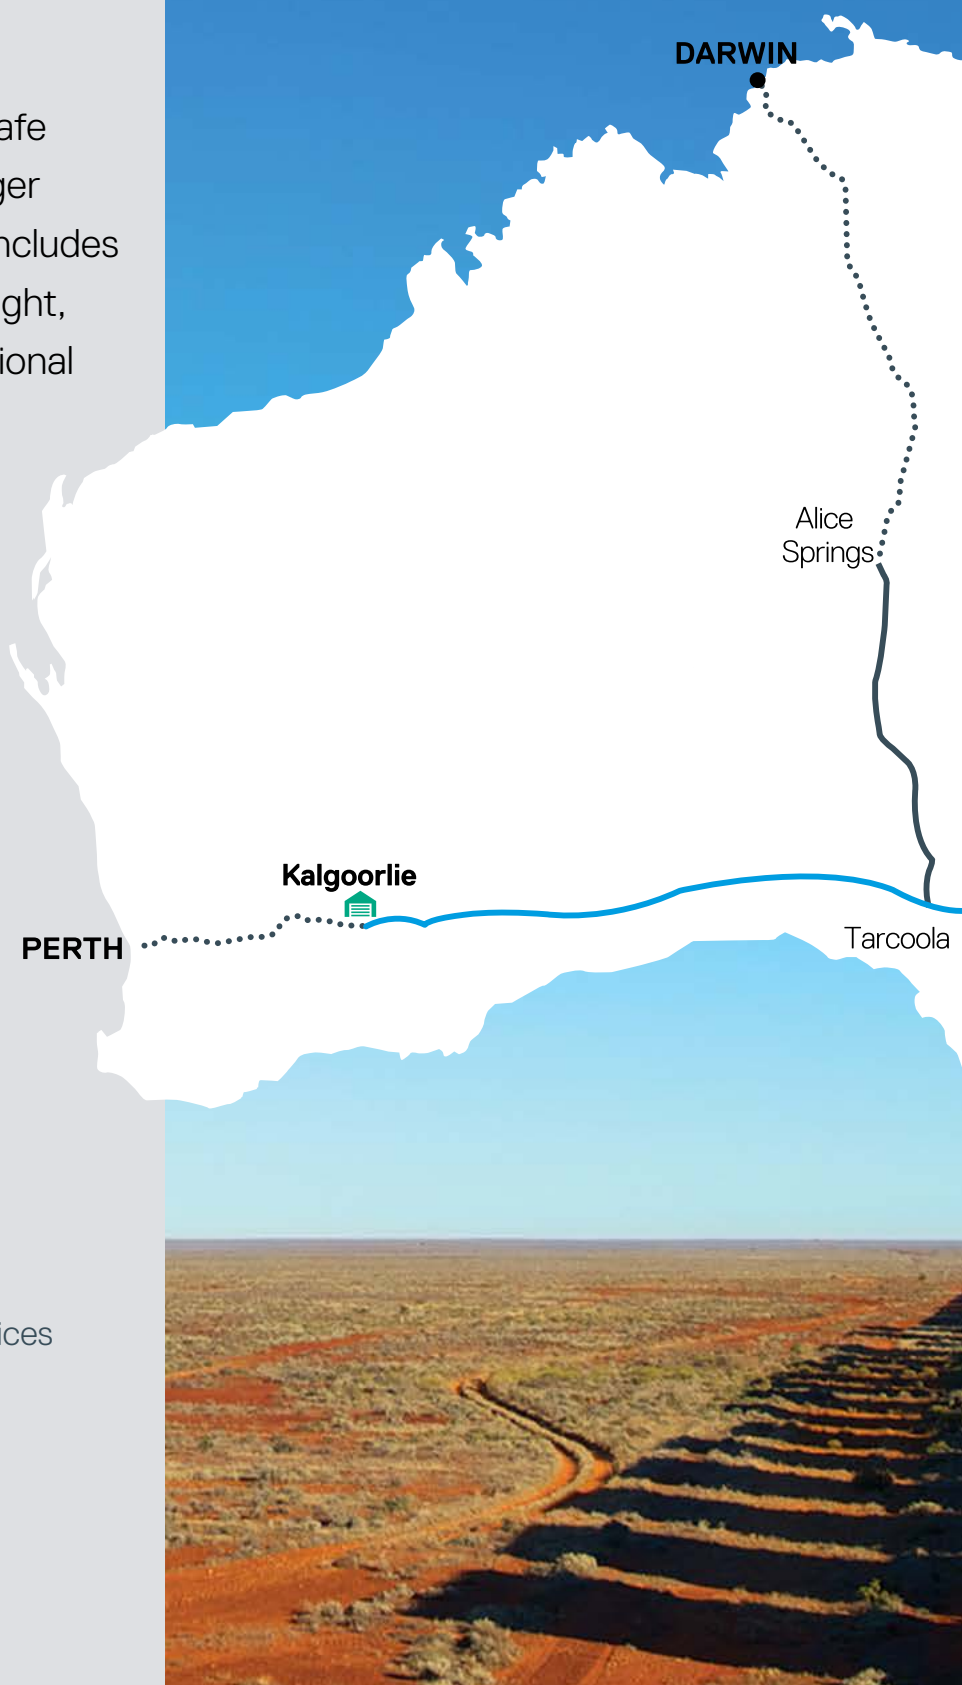 afe
ger
ncludes
ght,
ional
DARWIN
Alice
Springs
Kalgoorlie
PERTH
Tarcoola
ices